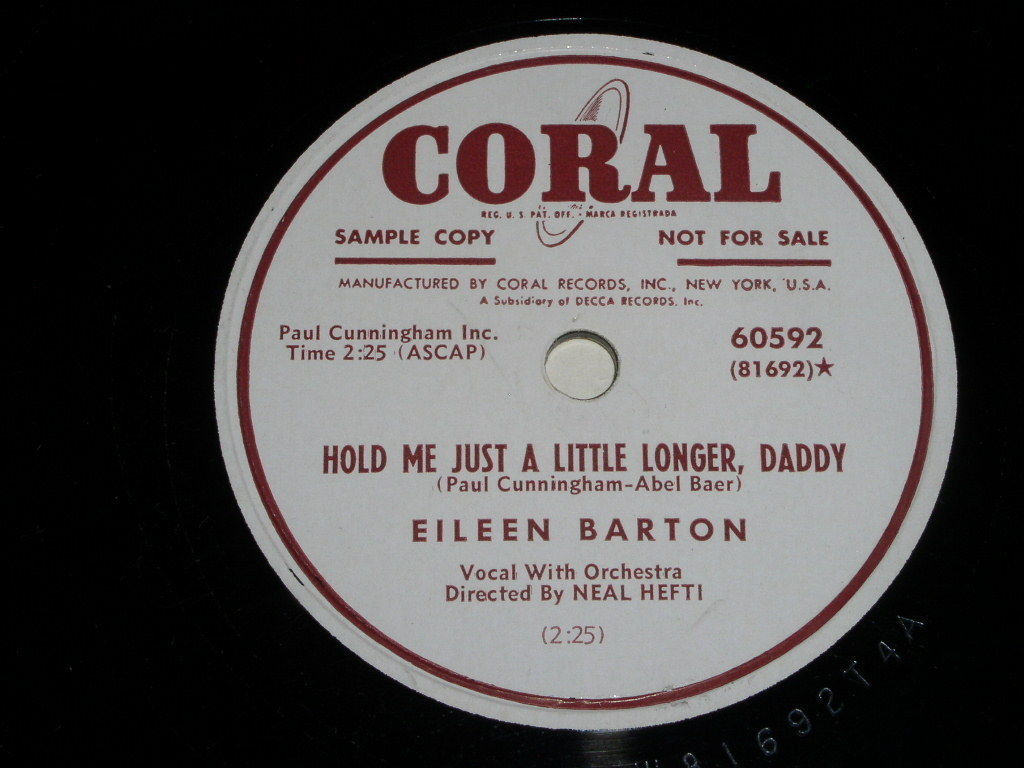 CORAL
REG. U. S. PAT. OFF. - MARCA REGISTRADA
SAMPLE COPY NOT FOR SALE
MANUFACTURED BY CORAL RECORDS, INC., NEW YORK, U.S.A.
A Subsidiary of DECCA RECORDS, Inc.
Paul Cunningham Inc. 60592
Time 2:25 (ASCAP) (81692)★
HOLD ME JUST A LITTLE LONGER, DADDY
(Paul Cunningham-Abel Baer)
EILEEN BARTON
Vocal With Orchestra
Directed By NEAL HEFTI
(2:25)
W 81692T4A